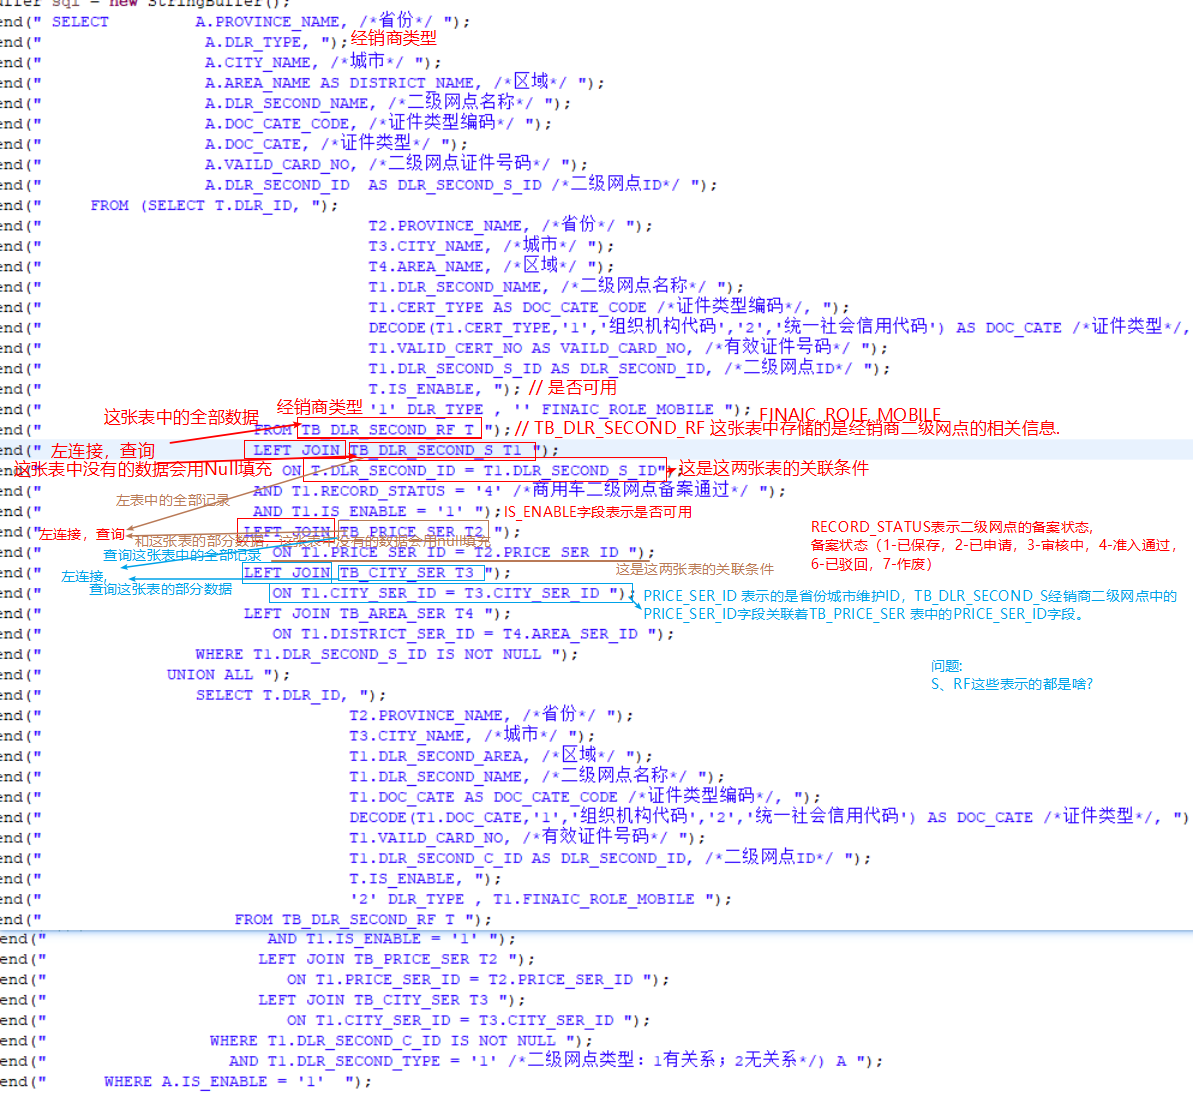 uffer sql = new StringBuffer();
end(" SELECT A.PROVINCE_NAME, /*省份*/ ");
end(" A.DLR_TYPE, "); 经销商类型
end(" A.CITY_NAME, /*城市*/ ");
end(" A.AREA_NAME AS DISTRICT_NAME, /*区域*/ ");
end(" A.DLR_SECOND_NAME, /*二级网点名称*/ ");
end(" A.DOC_CATE_CODE, /*证件类型编码*/ ");
end(" A.DOC_CATE, /*证件类型*/ ");
end(" A.VAILD_CARD_NO, /*二级网点证件号码*/ ");
end(" A.DLR_SECOND_ID AS DLR_SECOND_S_ID /*二级网点ID*/ ");
end(" FROM (SELECT T.DLR_ID, ");
end(" T2.PROVINCE_NAME, /*省份*/ ");
end(" T3.CITY_NAME, /*城市*/ ");
end(" T4.AREA_NAME, /*区域*/ ");
end(" T1.DLR_SECOND_NAME, /*二级网点名称*/ ");
end(" T1.CERT_TYPE AS DOC_CATE_CODE /*证件类型编码*/, ");
end(" DECODE(T1.CERT_TYPE,'1','组织机构代码','2','统一社会信用代码') AS DOC_CATE /*证件类型*/,
end(" T1.VALID_CERT_NO AS VAILD_CARD_NO, /*有效证件号码*/ ");
end(" T1.DLR_SECOND_S_ID AS DLR_SECOND_ID, /*二级网点ID*/ ");
end(" T.IS_ENABLE, "); // 是否可用
end(" 经销商类型 '1' DLR_TYPE , '' FINAIC_ROLE_MOBILE "); FINAIC_ROLE_MOBILE
这张表中的全部数据
end(" FROM TB_DLR_SECOND_RF T "); // TB_DLR_SECOND_RF 这张表中存储的是经销商二级网点的相关信息.
end(" 左连接，查询 LEFT JOIN TB_DLR_SECOND_S T1 ");
这张表中没有的数据会用Null填充
end(" ON T.DLR_SECOND_ID = T1.DLR_SECOND_S_ID" 这是这两张表的关联条件
end(" AND T1.RECORD_STATUS = '4' /*商用车二级网点备案通过*/ ");
左表中的全部记录
end(" AND T1.IS_ENABLE = '1' "); IS_ENABLE字段表示是否可用
RECORD_STATUS表示二级网点的备案状态，
备案状态（1-已保存，2-已申请，3-审核中，4-准入通过，
6-已驳回，7-作废）
end(" 左连接，查询 LEFT JOIN TB_PRICE_SER T2 ");
和这张表的部分数据，这张表中没有的数据会用null填充
end(" 查询这张表中的全部记录 ON T1.PRICE_SER_ID = T2.PRICE_SER_ID ");
这是这两张表的关联条件
end(" 左连接， LEFT JOIN TB_CITY_SER T3 ");
查询这张表的部分数据
end(" ON T1.CITY_SER_ID = T3.CITY_SER_ID ");
PRICE_SER_ID 表示的是省份城市维护ID，TB_DLR_SECOND_S经销商二级网点中的
PRICE_SER_ID字段关联着TB_PRICE_SER 表中的PRICE_SER_ID字段。
end(" LEFT JOIN TB_AREA_SER T4 ");
end(" ON T1.DISTRICT_SER_ID = T4.AREA_SER_ID ");
end(" WHERE T1.DLR_SECOND_S_ID IS NOT NULL ");
问题:
S、RF这些表示的都是啥?
end(" UNION ALL ");
end(" SELECT T.DLR_ID, ");
end(" T2.PROVINCE_NAME, /*省份*/ ");
end(" T3.CITY_NAME, /*城市*/ ");
end(" T1.DLR_SECOND_AREA, /*区域*/ ");
end(" T1.DLR_SECOND_NAME, /*二级网点名称*/ ");
end(" T1.DOC_CATE AS DOC_CATE_CODE /*证件类型编码*/, ");
end(" DECODE(T1.DOC_CATE,'1','组织机构代码','2','统一社会信用代码') AS DOC_CATE /*证件类型*/, ")
end(" T1.VAILD_CARD_NO, /*有效证件号码*/ ");
end(" T1.DLR_SECOND_C_ID AS DLR_SECOND_ID, /*二级网点ID*/ ");
end(" T.IS_ENABLE, ");
end(" '2' DLR_TYPE , T1.FINAIC_ROLE_MOBILE ");
end(" FROM TB_DLR_SECOND_RF T ");
end(" AND T1.IS_ENABLE = '1' ");
end(" LEFT JOIN TB_PRICE_SER T2 ");
end(" ON T1.PRICE_SER_ID = T2.PRICE_SER_ID ");
end(" LEFT JOIN TB_CITY_SER T3 ");
end(" ON T1.CITY_SER_ID = T3.CITY_SER_ID ");
end(" WHERE T1.DLR_SECOND_C_ID IS NOT NULL ");
end(" AND T1.DLR_SECOND_TYPE = '1' /*二级网点类型：1有关系；2无关系*/) A ");
end(" WHERE A.IS_ENABLE = '1' ");